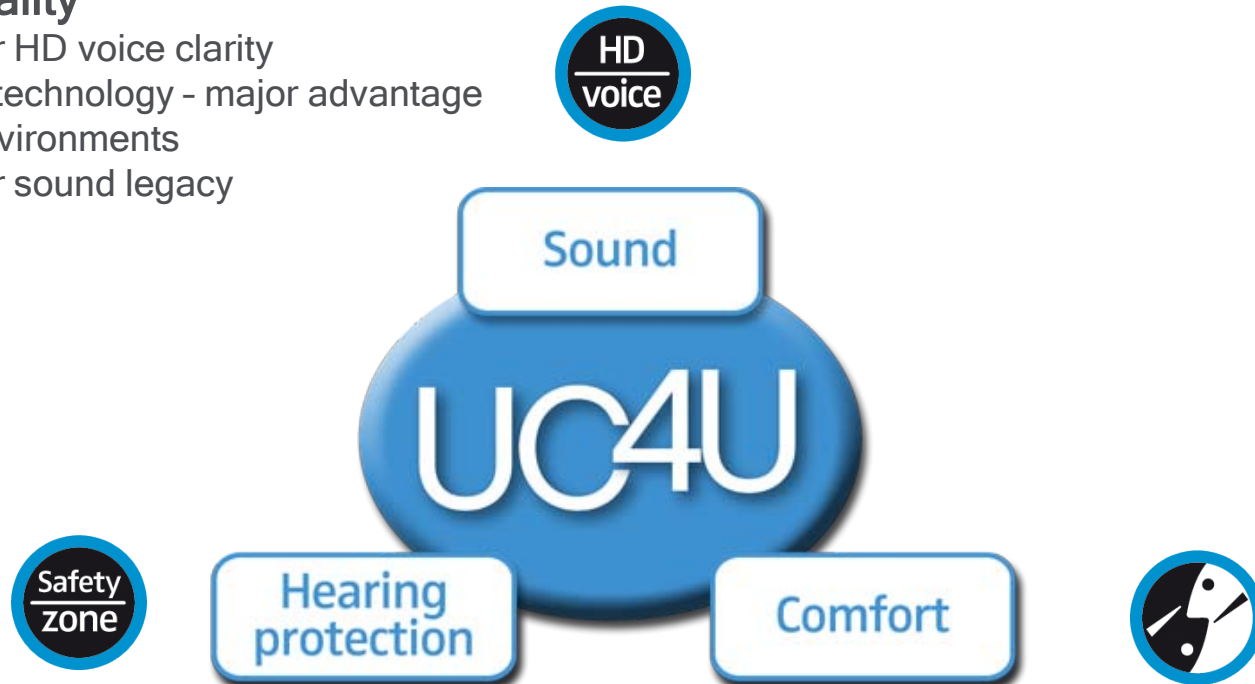 ality
r HD voice clarity
technology - major advantage
vironments
r sound legacy
HD
voice
Sound
UC4U
Safety
zone
Hearing
protection
Comfort